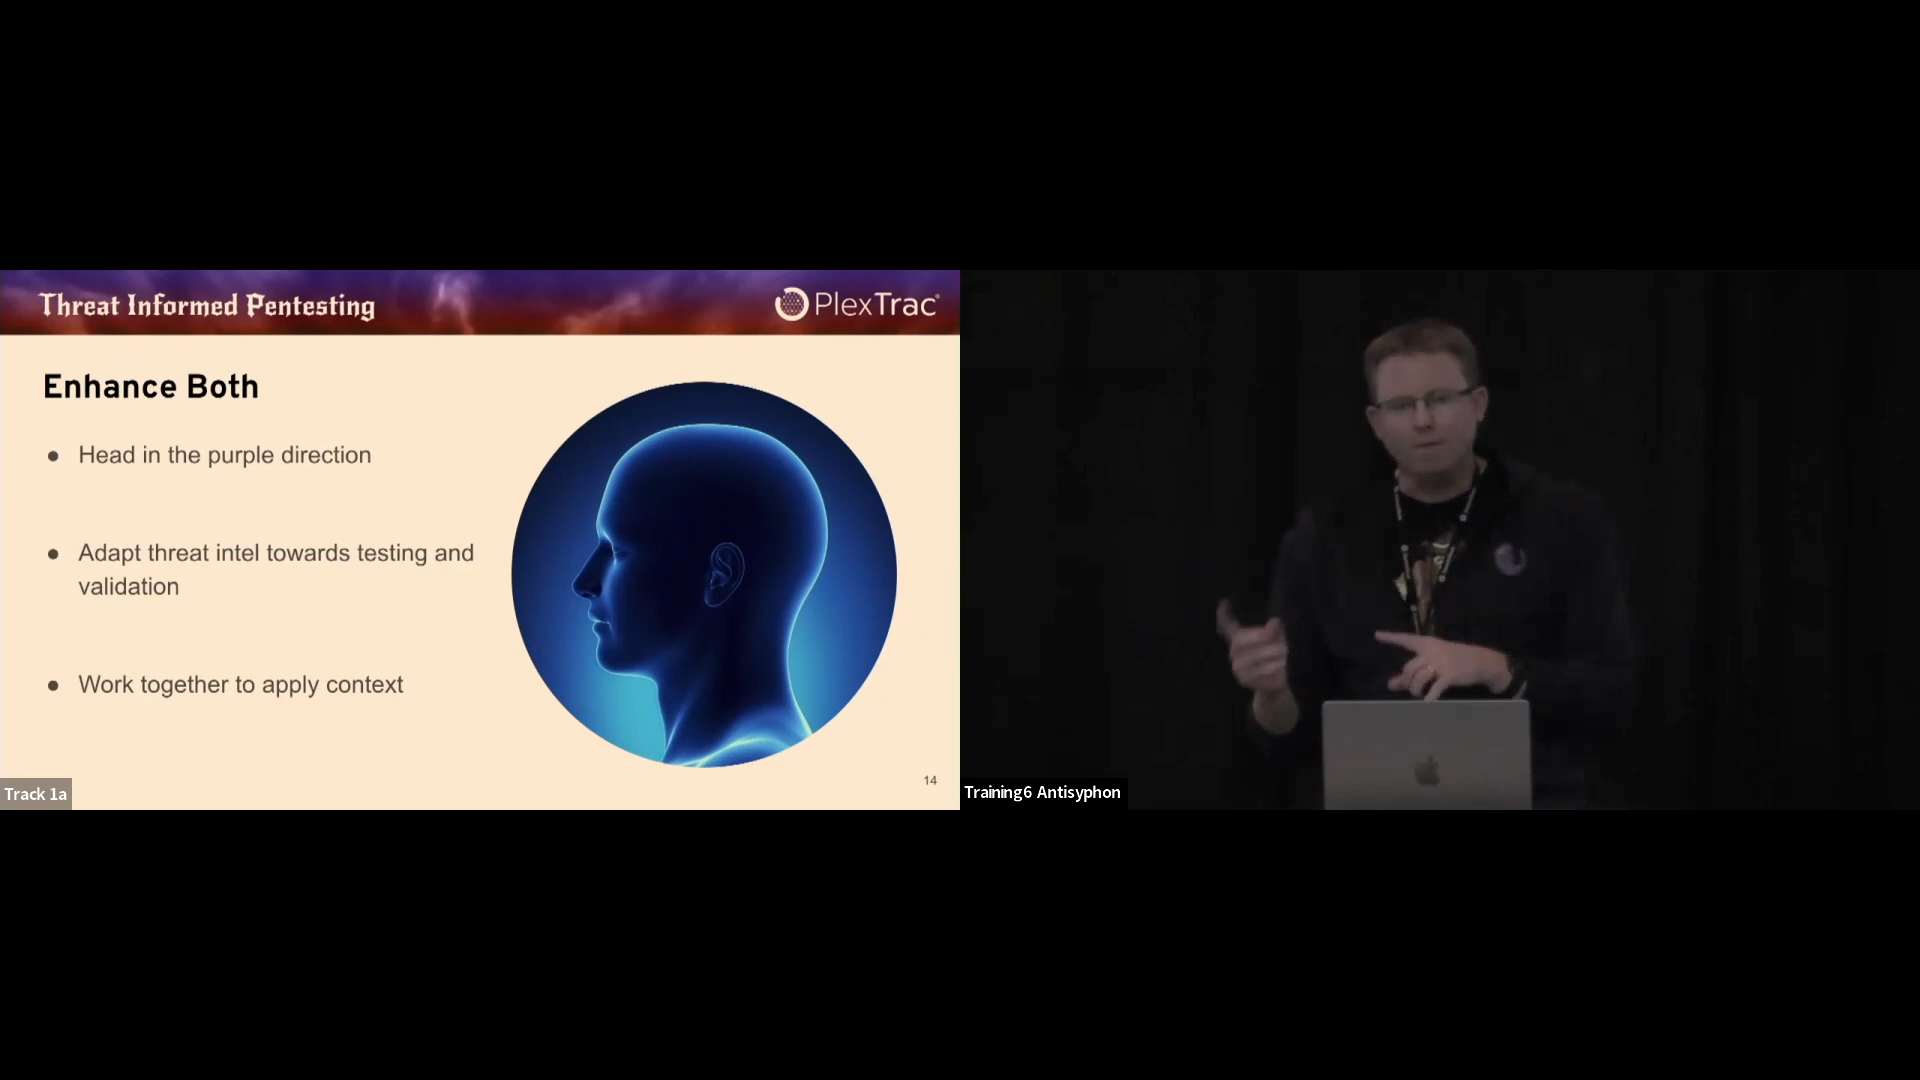 Threat Informed Pentesting
PlexTrac
Enhance Both
● Head in the purple direction
● Adapt threat intel towards testing and
validation
● Work together to apply context
14
Track 1a
Training6 Antisyphon